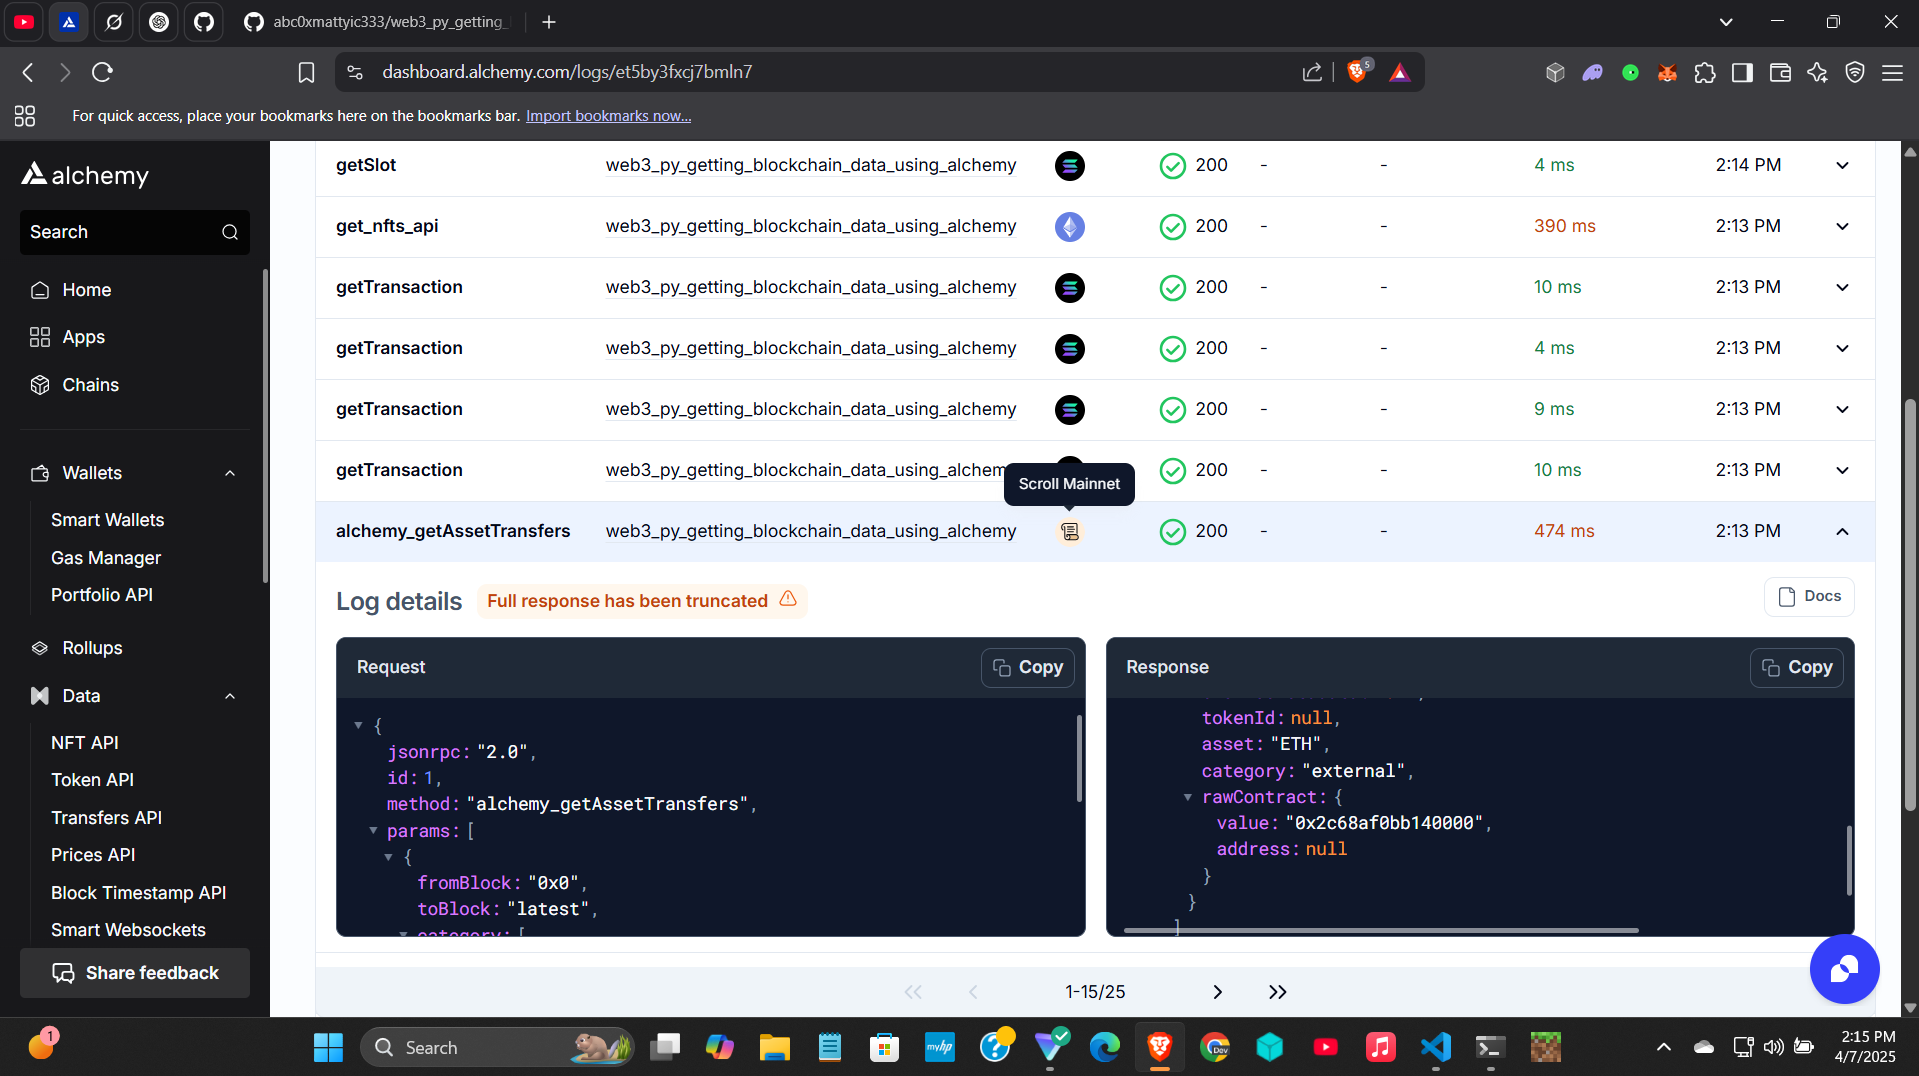 abc0xmattyic333/web3_py_getting_
dashboard.alchemy.com/logs/et5by3fxcj7bmln7
5
For quick access, place your bookmarks here on the bookmarks bar. Import bookmarks now...
alchemy
Search
Home
Apps
Chains
Wallets
Smart Wallets
Gas Manager
Portfolio API
Rollups
Data
NFT API
Token API
Transfers API
Prices API
Block Timestamp API
Smart Websockets
Share feedback
getSlot web3_py_getting_blockchain_data_using_alchemy 200 - - 4 ms 2:14 PM
get_nfts_api web3_py_getting_blockchain_data_using_alchemy 200 - - 390 ms 2:13 PM
getTransaction web3_py_getting_blockchain_data_using_alchemy 200 - - 10 ms 2:13 PM
getTransaction web3_py_getting_blockchain_data_using_alchemy 200 - - 4 ms 2:13 PM
getTransaction web3_py_getting_blockchain_data_using_alchemy 200 - - 9 ms 2:13 PM
getTransaction web3_py_getting_blockchain_data_using_alchem 200 - - 10 ms 2:13 PM
Scroll Mainnet
alchemy_getAssetTransfers web3_py_getting_blockchain_data_using_alchemy 200 - - 474 ms 2:13 PM
Log details Full response has been truncated
Docs
Request
Copy
{
jsonrpc: "2.0",
id: 1,
method: "alchemy_getAssetTransfers",
params: [
{
fromBlock: "0x0",
toBlock: "latest",
category: [
Response
Copy
tokenId: null,
asset: "ETH",
category: "external",
rawContract: {
value: "0x2c68af0bb140000",
address: null
}
}
]
1-15/25
1
Search
myhp
Dev
2:15 PM
4/7/2025